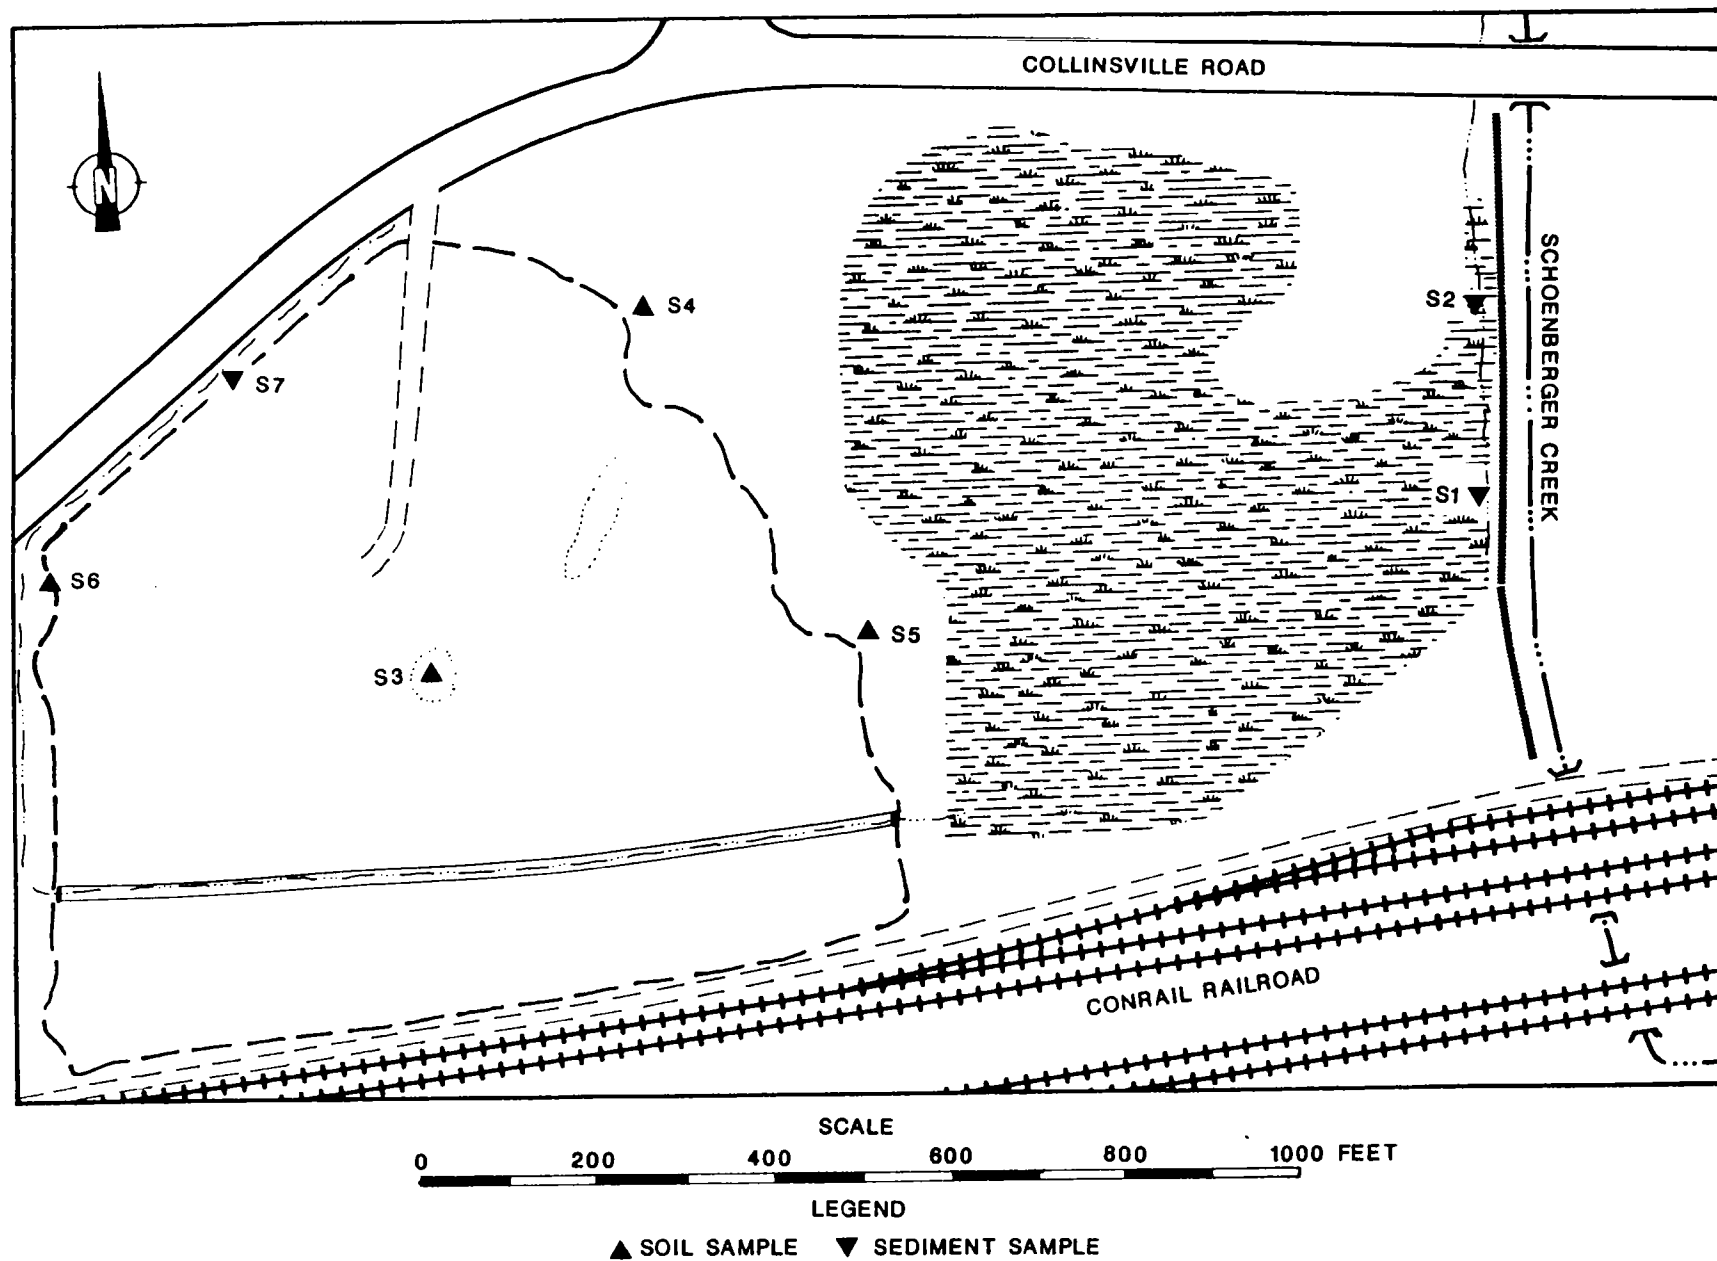 COLLINSVILLE ROAD
N
S4
S2
SCHOENBERGER CREEK
S7
S1
S6
S5
S3
CONRAIL RAILROAD
SCALE
0 200 400 600 800 1000 FEET
LEGEND
SOIL SAMPLE SEDIMENT SAMPLE